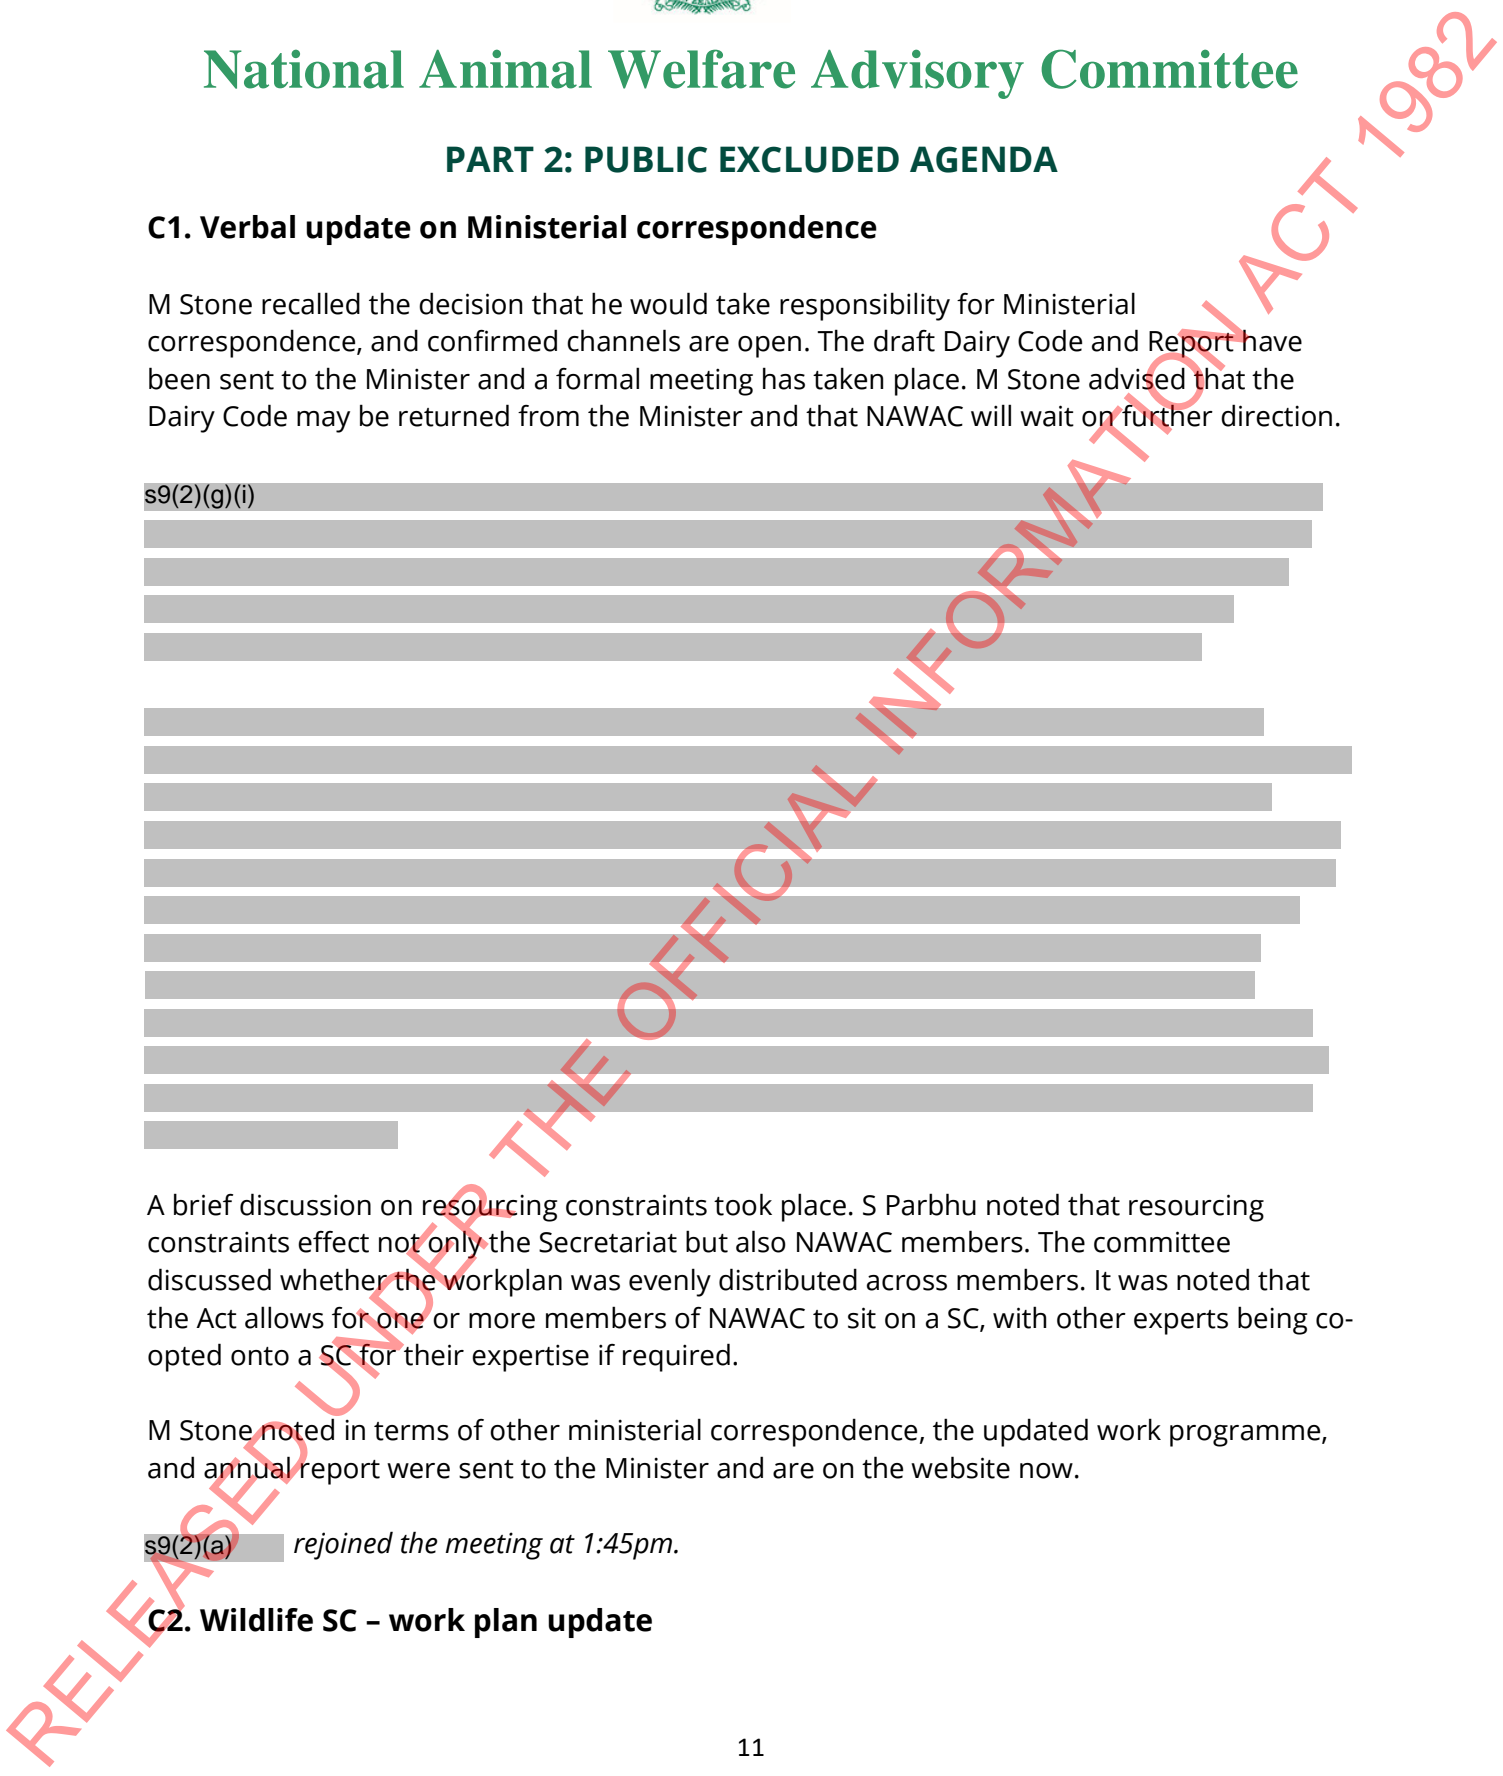 National Animal Welfare Advisory Committee
PART 2: PUBLIC EXCLUDED AGENDA
C1. Verbal update on Ministerial correspondence
M Stone recalled the decision that he would take responsibility for Ministerial
correspondence, and confirmed channels are open. The draft Dairy Code and Report have
been sent to the Minister and a formal meeting has taken place. M Stone advised that the
Dairy Code may be returned from the Minister and that NAWAC will wait on further direction.
s9(2)(g)(i)
A brief discussion on resourcing constraints took place. S Parbhu noted that resourcing
constraints effect not only the Secretariat but also NAWAC members. The committee
discussed whether the workplan was evenly distributed across members. It was noted that
the Act allows for one or more members of NAWAC to sit on a SC, with other experts being co-
opted onto a SC for their expertise if required.
M Stone noted in terms of other ministerial correspondence, the updated work programme,
and annual report were sent to the Minister and are on the website now.
s9(2)(a) rejoined the meeting at 1:45pm.
C2. Wildlife SC – work plan update
11
RELEASED UNDER THE OFFICIAL INFORMATION ACT 1982